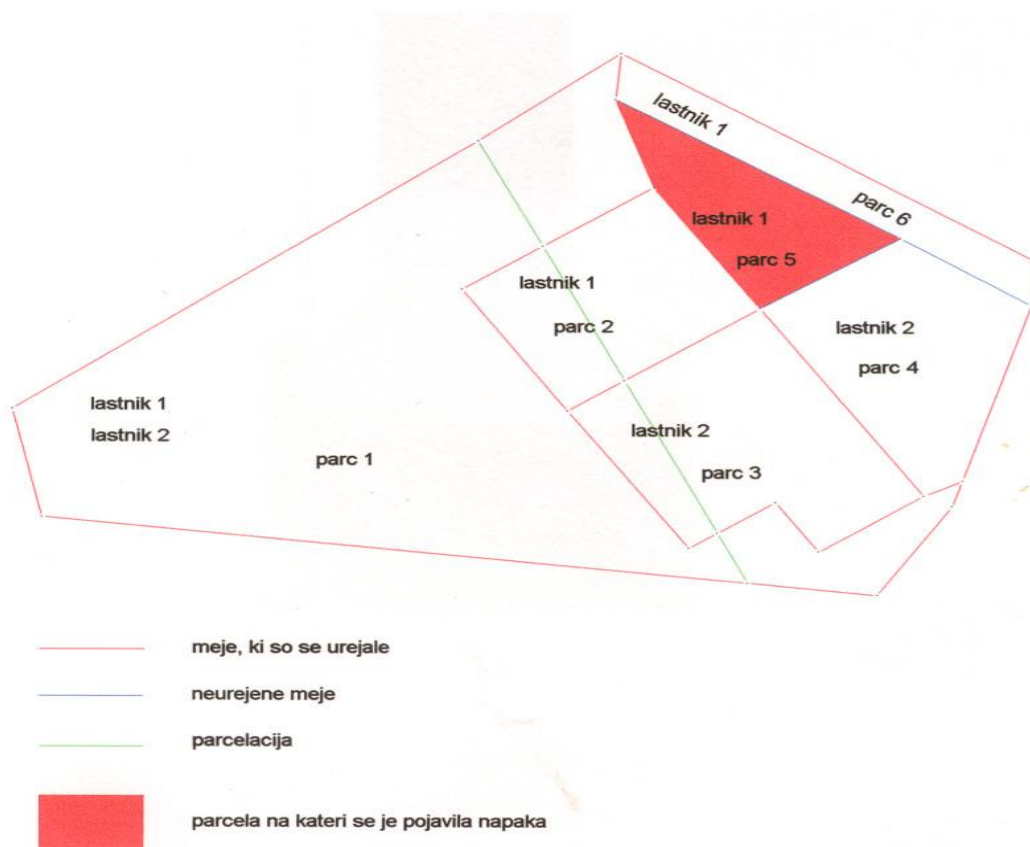 lastnik 1
parc 6
lastnik 1
parc 5
lastnik 1
parc 2
lastnik 2
parc 4
lastnik 1
lastnik 2
parc 1
lastnik 2
parc 3
meje, ki so se urejale
neurejene meje
parcelacija
parcela na kateri se je pojavila napaka